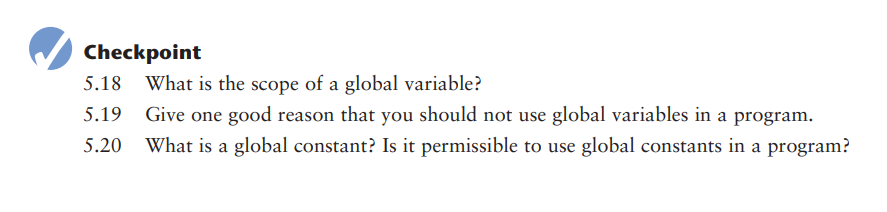 Checkpoint
5.18 What is the scope of a global variable?
5.19 Give one good reason that you should not use global variables in a program.
5.20 What is a global constant? Is it permissible to use global constants in a program?